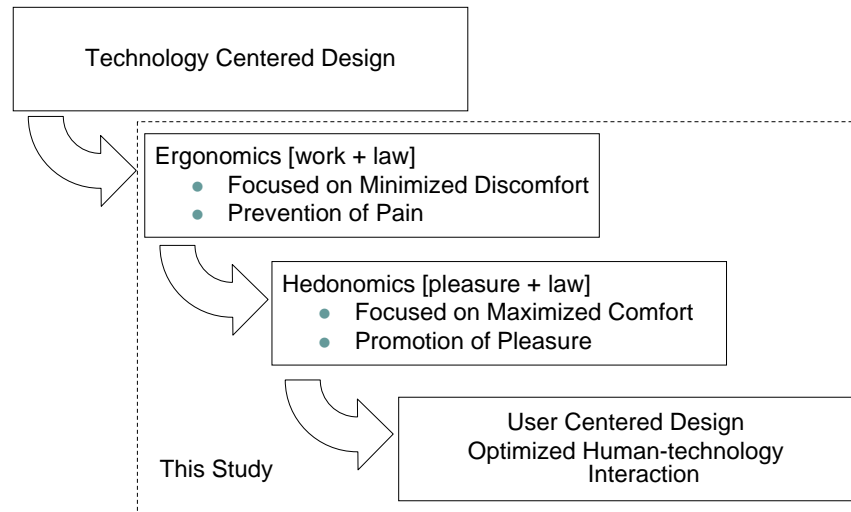 Technology Centered Design
Ergonomics [work + law]
● Focused on Minimized Discomfort
● Prevention of Pain
Hedonomics [pleasure + law]
● Focused on Maximized Comfort
● Promotion of Pleasure
User Centered Design
Optimized Human-technology
Interaction
This Study